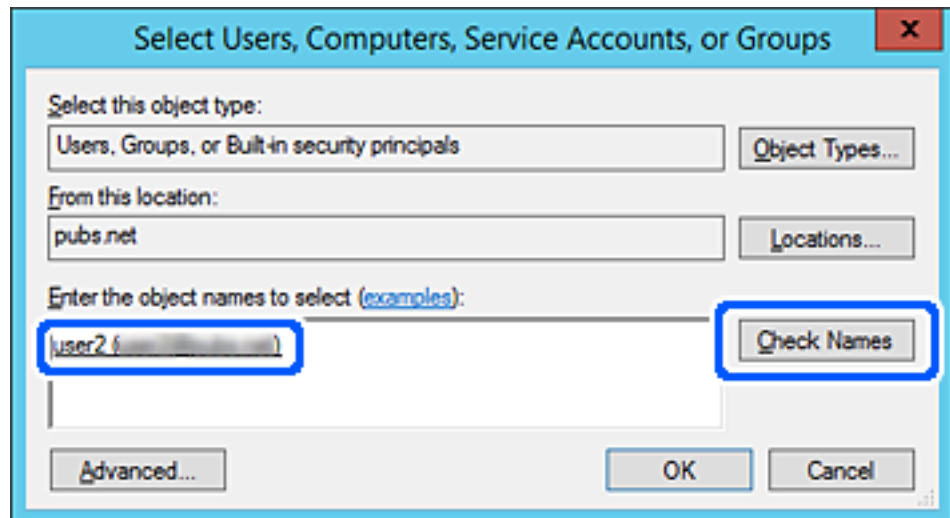 Select Users, Computers, Service Accounts, or Groups
x
Select this object type:
Users, Groups, or Built-in security principals
Object Types...
From this location:
pubs.net
Locations...
Enter the object names to select (examples):
user2 ( )
Check Names
Advanced...
OK
Cancel